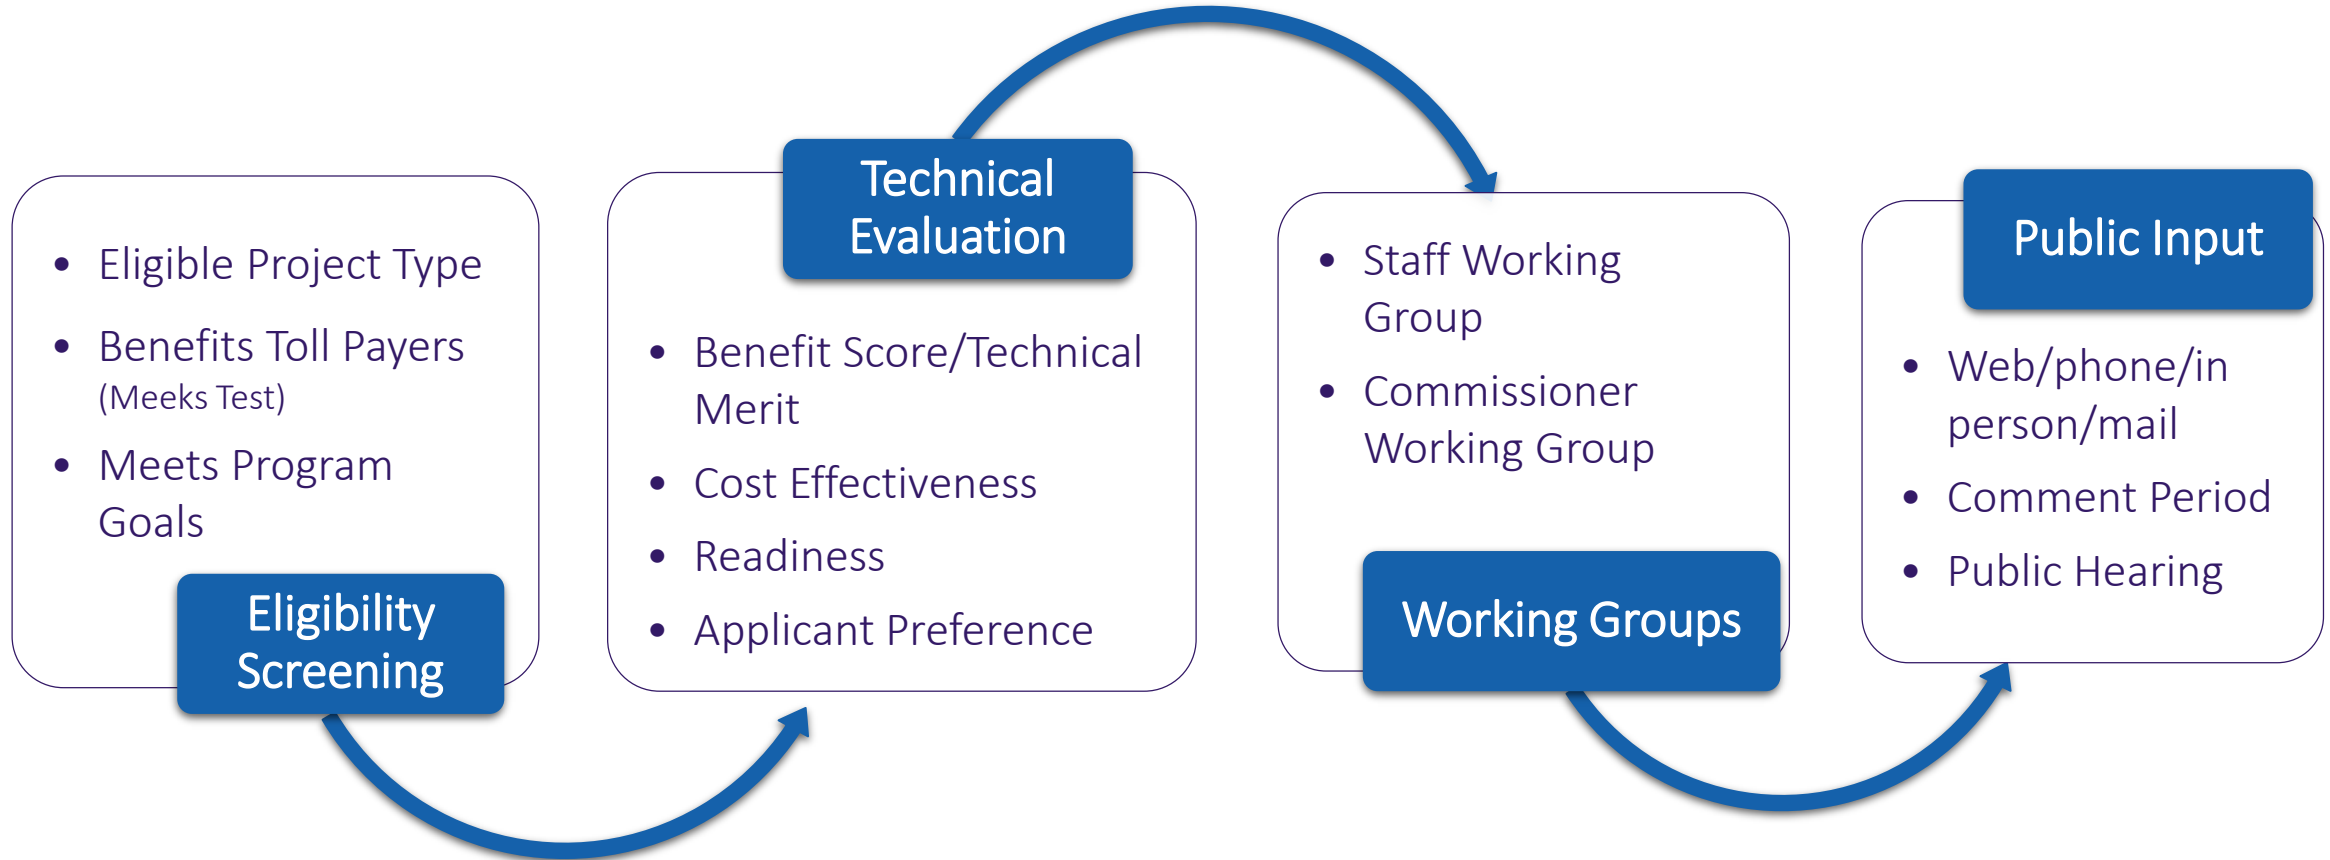 • Eligible Project Type
• Benefits Toll Payers
(Meeks Test)
• Meets Program
Goals
Eligibility
Screening
Technical
Evaluation
• Benefit Score/Technical
Merit
• Cost Effectiveness
• Readiness
• Applicant Preference
• Staff Working
Group
• Commissioner
Working Group
Working Groups
Public Input
• Web/phone/in
person/mail
• Comment Period
• Public Hearing